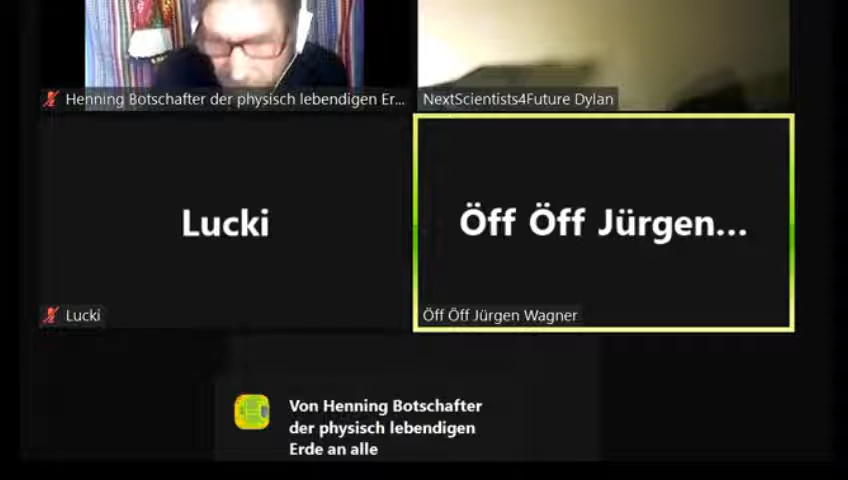 Henning Botschafter der physisch lebendigen Er...
NextScientists4Future Dylan
Lucki
Öff Öff Jürgen...
Lucki
Öff Öff Jürgen Wagner
Von Henning Botschafter
der physisch lebendigen
Erde an alle